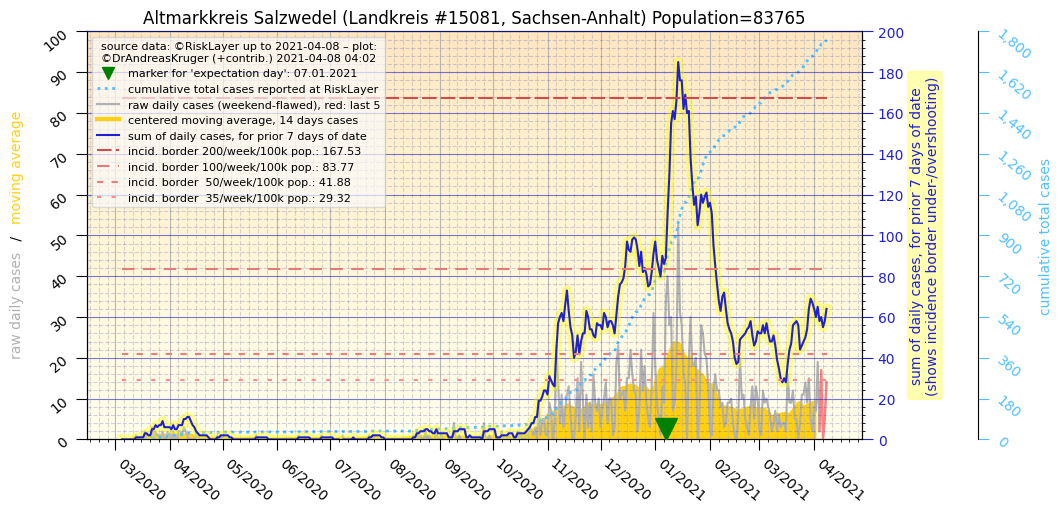 Altmarkkreis Salzwedel (Landkreis #15081, Sachsen-Anhalt) Population=83765
source data: ©RiskLayer up to 2021-04-08 – plot:
©DrAndreasKruger (+contrib.) 2021-04-08 04:02
marker for 'expectation day': 07.01.2021
cumulative total cases reported at RiskLayer
raw daily cases (weekend-flawed), red: last 5
centered moving average, 14 days cases
sum of daily cases, for prior 7 days of date
incid. border 200/week/100k pop.: 167.53
incid. border 100/week/100k pop.: 83.77
incid. border  50/week/100k pop.: 41.88
incid. border  35/week/100k pop.: 29.32
raw daily cases / moving average
100
90
80
70
60
50
40
30
20
10
0
03/2020
04/2020
05/2020
06/2020
07/2020
08/2020
09/2020
10/2020
11/2020
12/2020
01/2021
02/2021
03/2021
04/2021
200
180
160
140
120
100
80
60
40
20
0
sum of daily cases, for prior 7 days of date
(shows incidence border under-/overshooting)
1,800
1,620
1,440
1,260
1,080
900
720
540
360
180
0
cumulative total cases